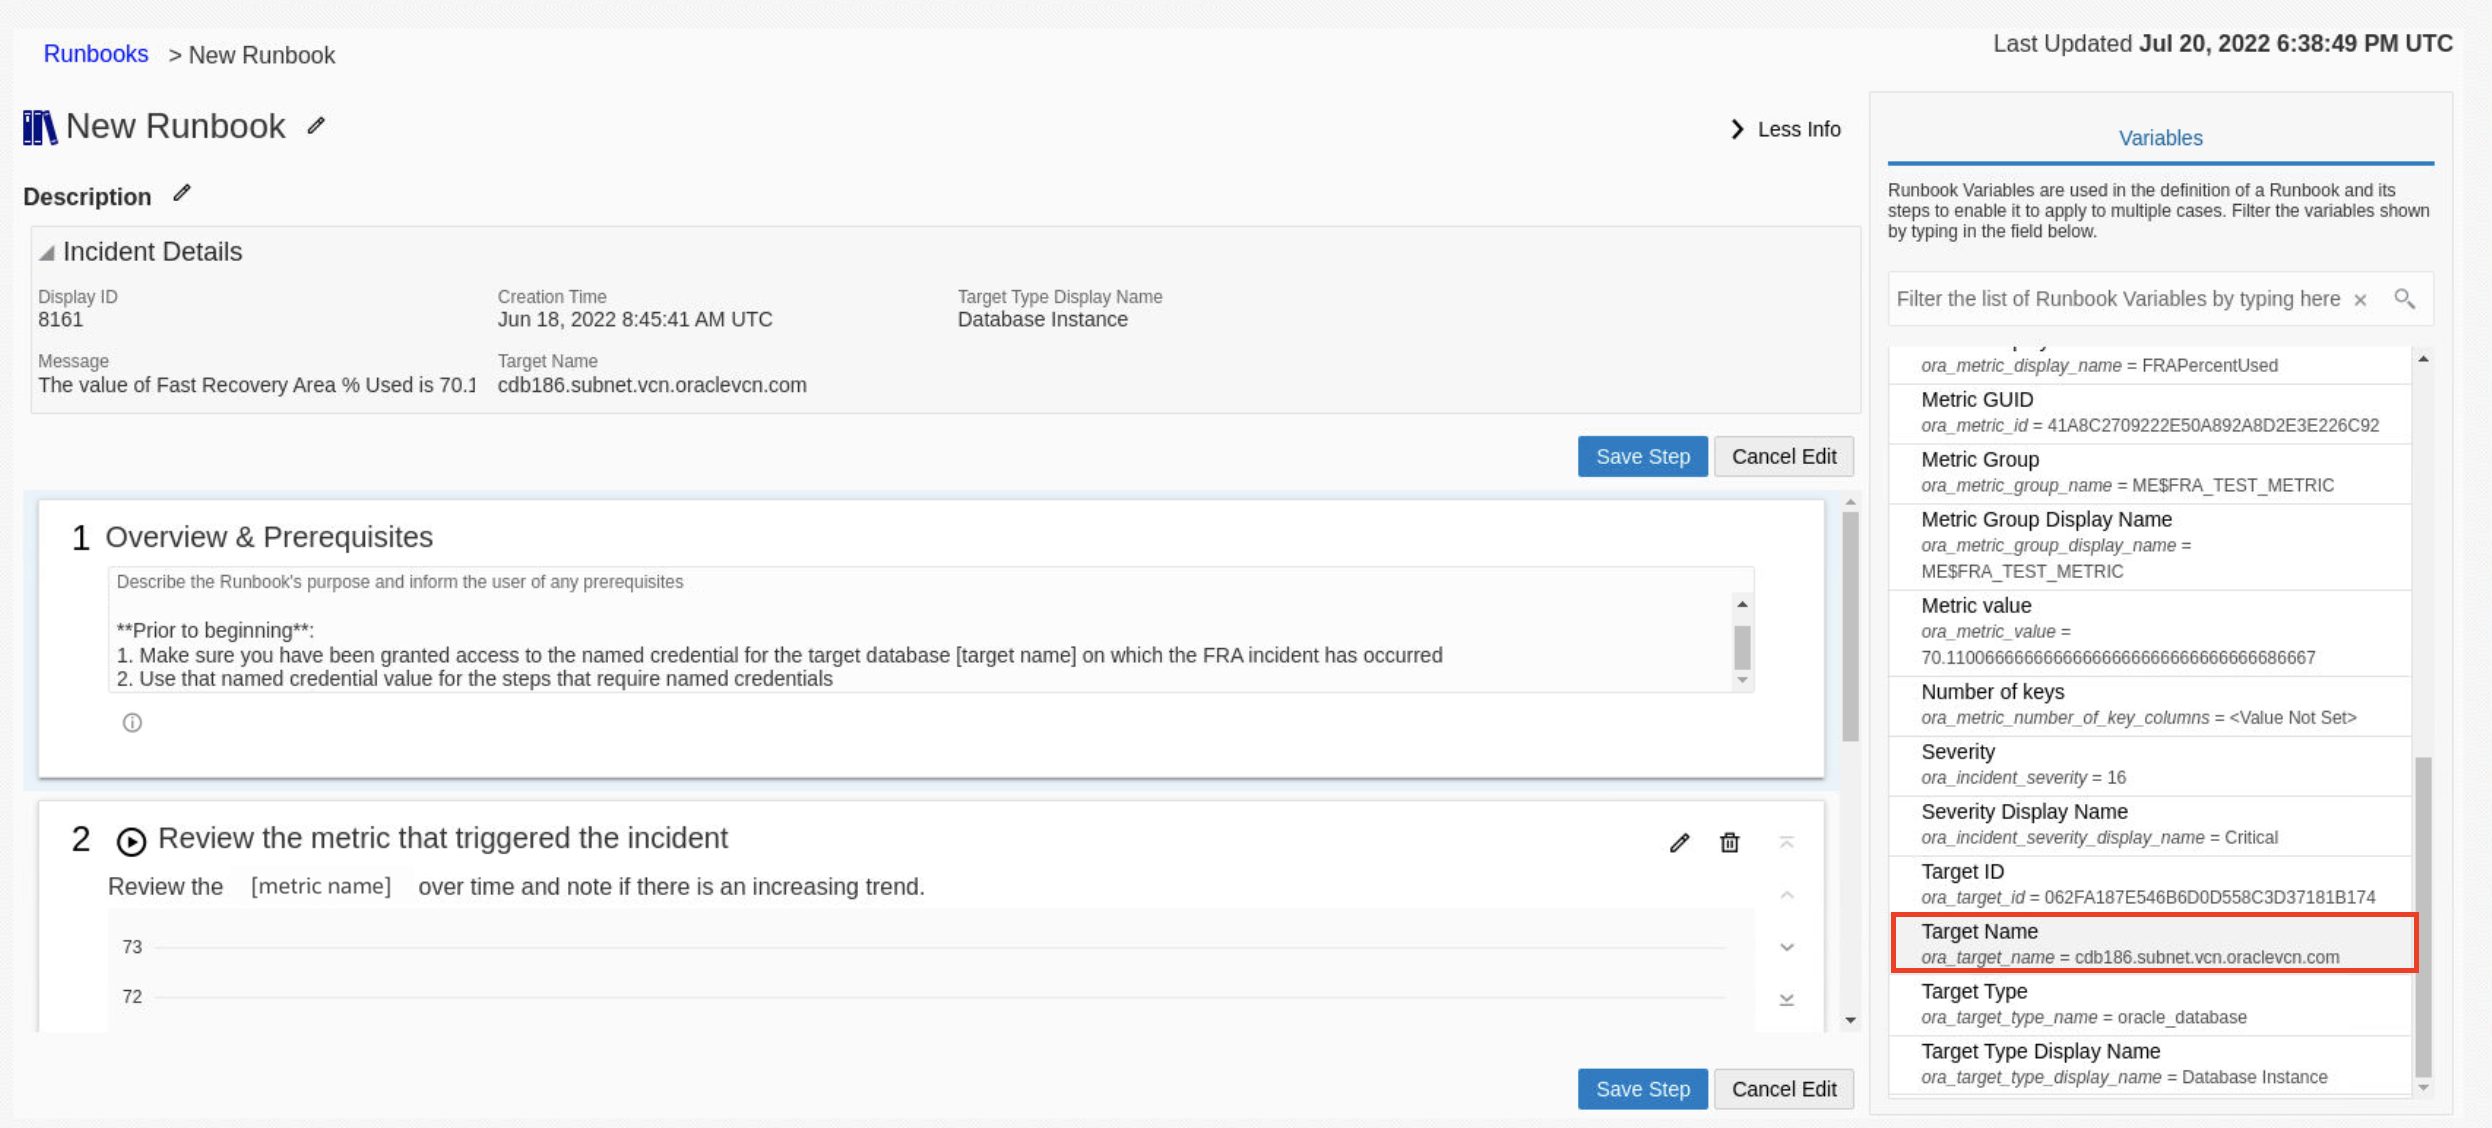 Runbooks > New Runbook
Last Updated Jul 20, 2022 6:38:49 PM UTC
New Runbook
Less Info
Description
Incident Details
Display ID
8161
Creation Time
Jun 18, 2022 8:45:41 AM UTC
Target Type Display Name
Database Instance
Message
The value of Fast Recovery Area % Used is 70.1
Target Name
cdb186.subnet.vcn.oraclevcn.com
Save Step
Cancel Edit
1 Overview & Prerequisites
Describe the Runbook's purpose and inform the user of any prerequisites
**Prior to beginning**:
1. Make sure you have been granted access to the named credential for the target database [target name] on which the FRA incident has occurred
2. Use that named credential value for the steps that require named credentials
2 Review the metric that triggered the incident
Review the [metric name] over time and note if there is an increasing trend.
73
72
Save Step
Cancel Edit
Variables
Runbook Variables are used in the definition of a Runbook and its
steps to enable it to apply to multiple cases. Filter the variables shown
by typing in the field below.
Filter the list of Runbook Variables by typing here
ora_metric_display_name = FRAPercentUsed
Metric GUID
ora_metric_id = 41A8C2709222E50A892A8D2E3E226C92
Metric Group
ora_metric_group_name = ME$FRA_TEST_METRIC
Metric Group Display Name
ora_metric_group_display_name =
ME$FRA_TEST_METRIC
Metric value
ora_metric_value =
Number of keys
ora_metric_number_of_key_columns = <Value Not Set>
Severity
ora_incident_severity = 16
Severity Display Name
ora_incident_severity_display_name = Critical
Target ID
ora_target_id = 062FA187E546B6D0D558C3D37181B174
Target Name
ora_target_name = cdb186.subnet.vcn.oraclevcn.com
Target Type
ora_target_type_name = oracle_database
Target Type Display Name
ora_target_type_display_name = Database Instance